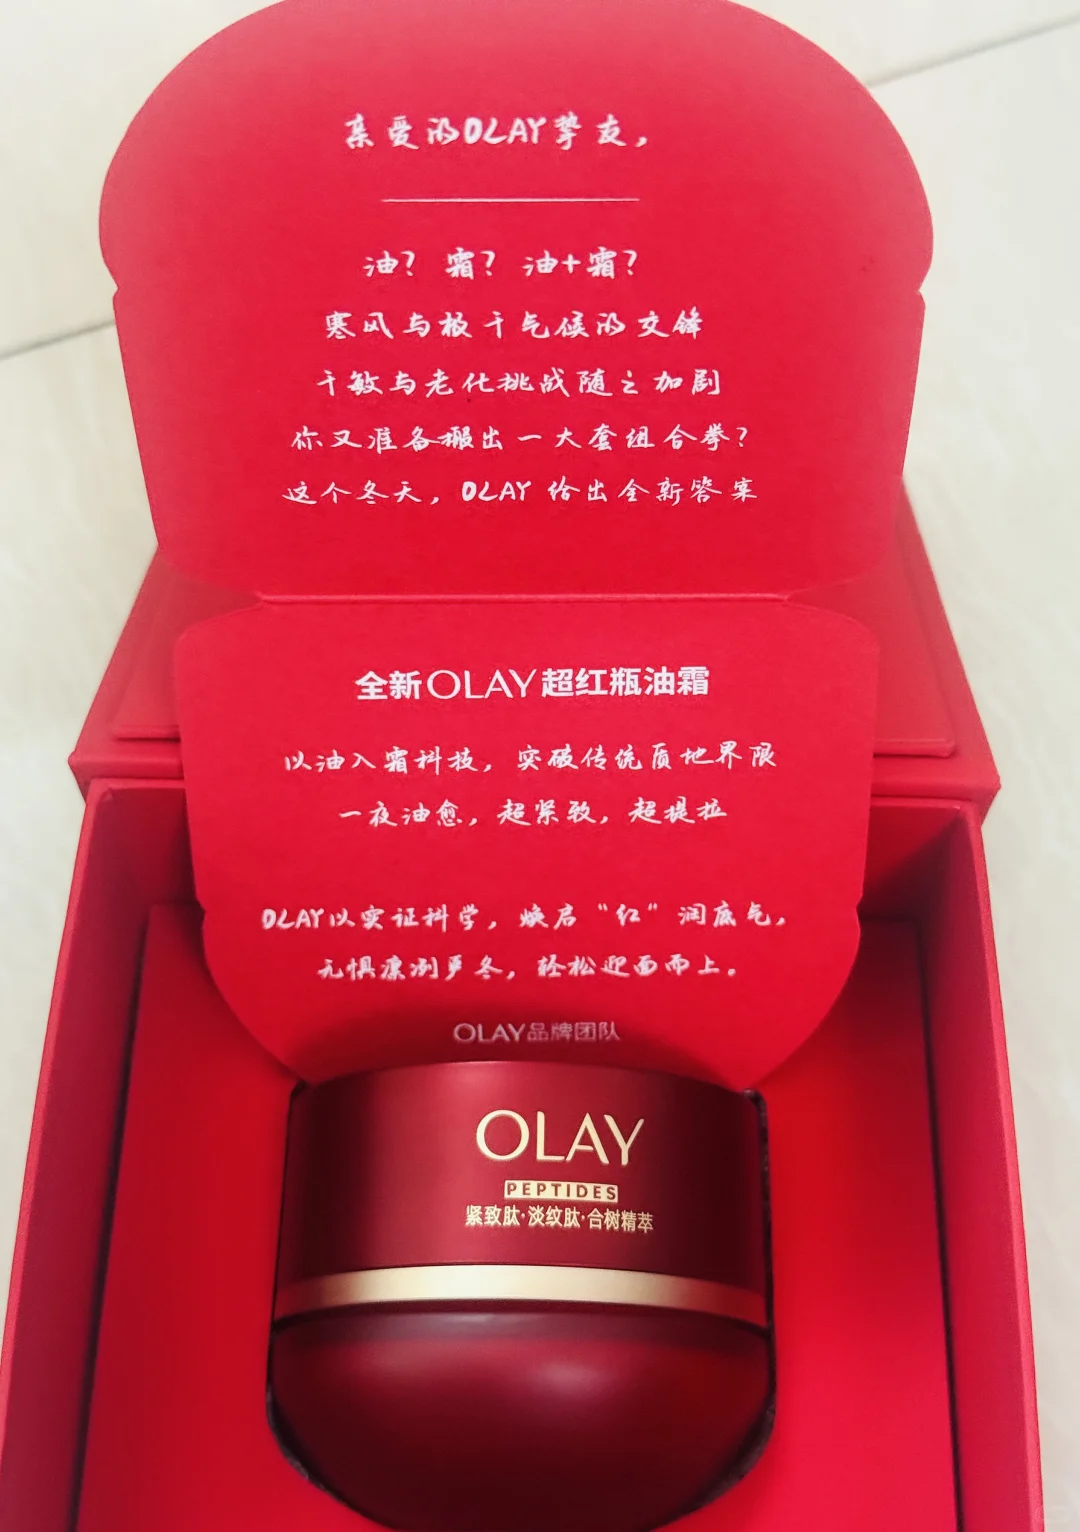 亲爱的OLAY挚友，
油？霜？油+霜？
寒风与极干气候的交锋
干敏与老化挑战随之加剧
你又准备搬出一大套组合拳？
这个冬天，OLAY给出全新答案
全新OLAY超红瓶油霜
以油入霜科技，突破传统质地界限
一夜油愈，超紧致，超提拉
OLAY以实证科学，焕启“红”润底气，
无惧凛冽严冬，轻松迎面而上。
OLAY品牌团队
OLAY
PEPTIDES
紧致肽·淡纹肽·合树精萃